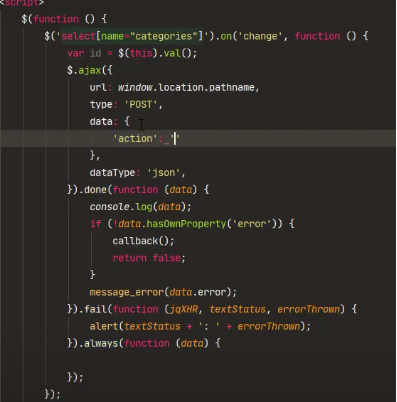 <script>
$(function () {
$('select[name="categories"]').on('change', function () {
var id = $(this).val();
$.ajax({
url: window.location.pathname,
type: 'POST',
data: {
'action': ''
},
dataType: 'json',
}).done(function (data) {
console.log(data);
if (!data.hasOwnProperty('error')) {
callback();
return false;
}
message_error(data.error);
}).fail(function (jqXHR, textStatus, errorThrown) {
alert(textStatus + ': ' + errorThrown);
}).always(function (data) {
});
});